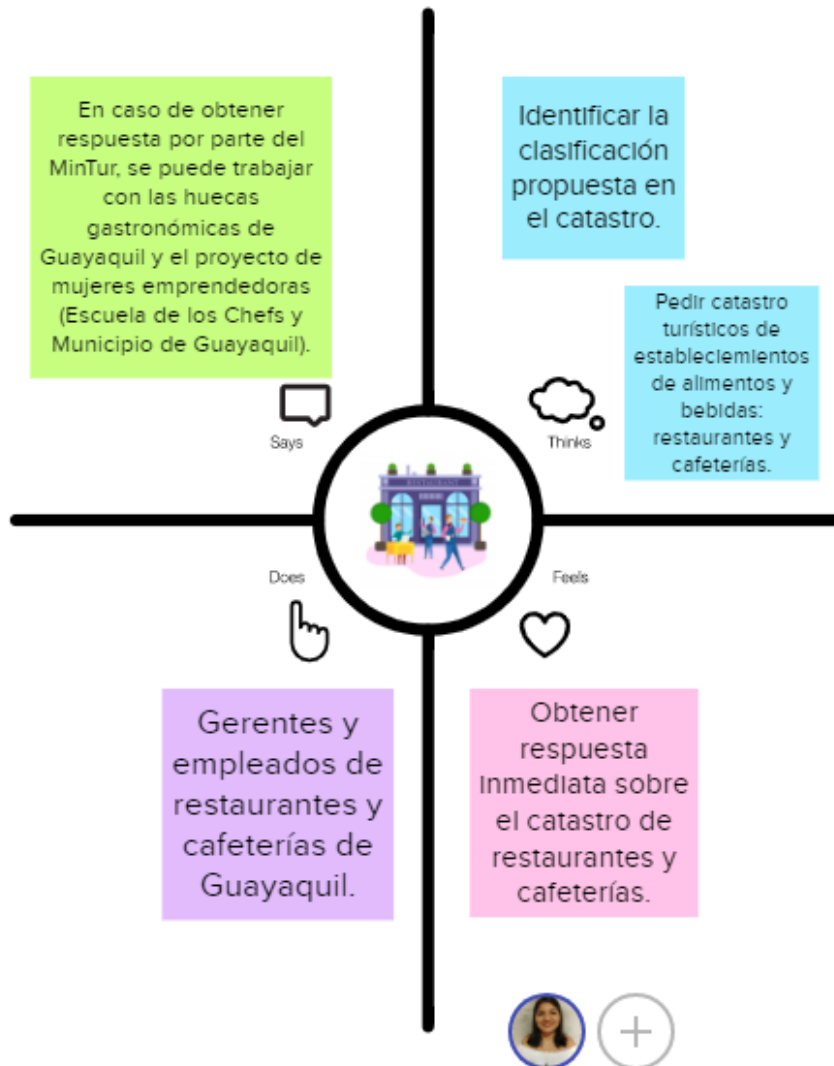 En caso de obtener
respuesta por parte del
MinTur, se puede trabajar
con las huecas
gastronómicas de
Guayaquil y el proyecto de
mujeres emprendedoras
(Escuela de los Chefs y
Municipio de Guayaquil).
Says
Identificar la
clasificación
propuesta en
el catastro.
Pedir catastro
turísticos de
estableciemientos
de alimentos y
bebidas:
restaurantes y
cafeterías.
Thinks
RESTAURANT
Does
Gerentes y
empleados de
restaurantes y
cafeterías de
Guayaquil.
Feels
Obtener
respuesta
inmediata sobre
el catastro de
restaurantes y
cafeterías.